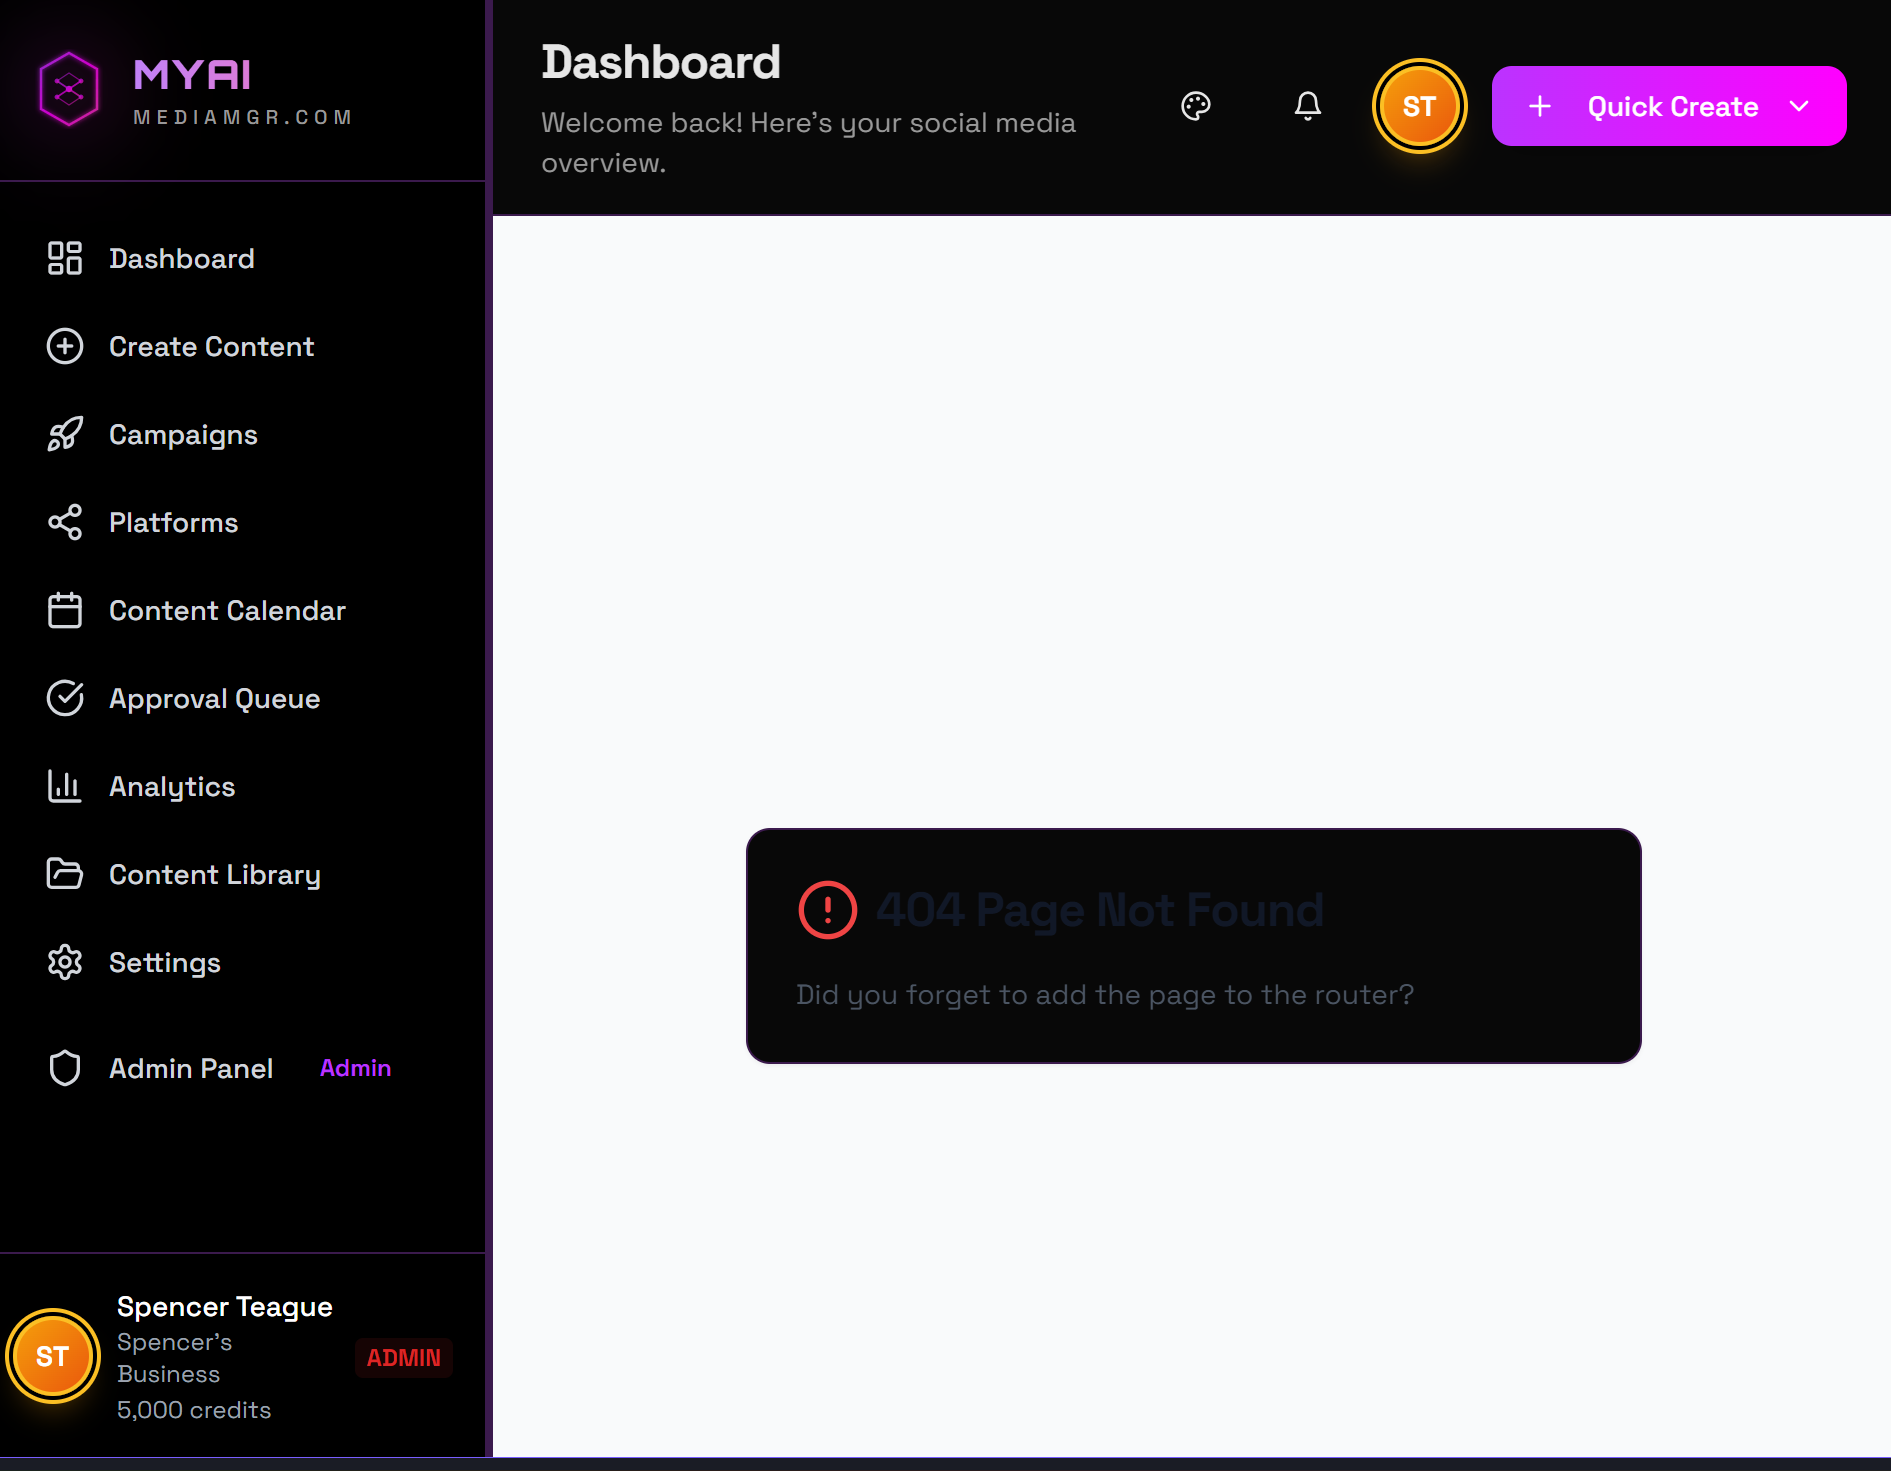 MYAI
MEDIAMGR.COM
Dashboard
Create Content
Campaigns
Platforms
Content Calendar
Approval Queue
Analytics
Content Library
Settings
Admin Panel Admin
ST
Spencer Teague
Spencer's
Business
5,000 credits
ADMIN
Dashboard
Welcome back! Here's your social media
overview.
ST
Quick Create
404 Page Not Found
Did you forget to add the page to the router?